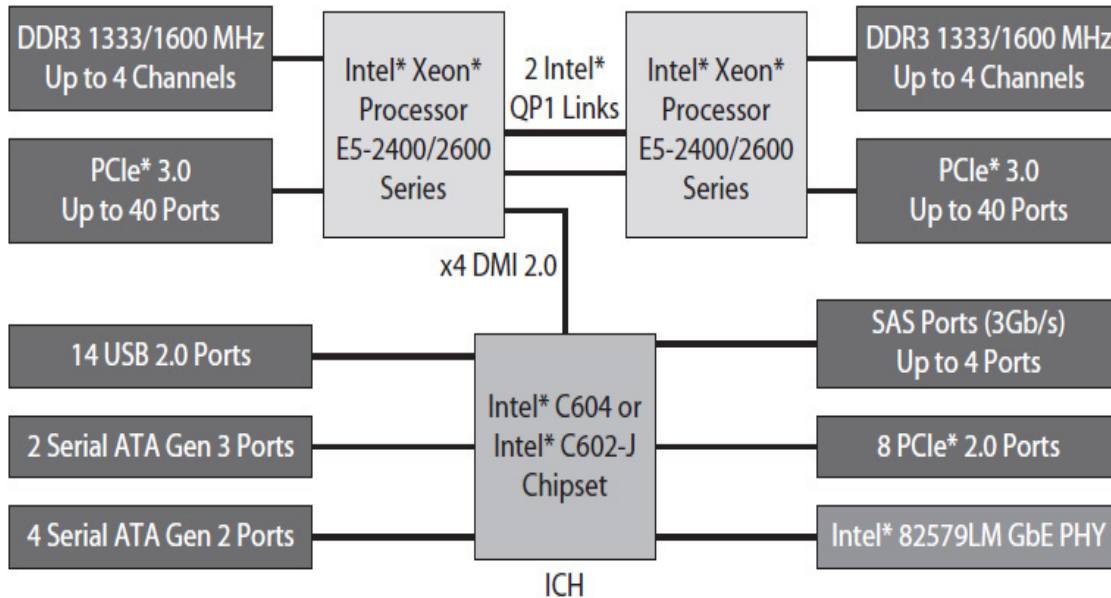 DDR3 1333/1600 MHz
Up to 4 Channels
Intel* Xeon*
Processor
E5-2400/2600
Series
2 Intel*
QP1 Links
Intel* Xeon*
Processor
E5-2400/2600
Series
DDR3 1333/1600 MHz
Up to 4 Channels
PCIe* 3.0
Up to 40 Ports
PCIe* 3.0
Up to 40 Ports
x4 DMI 2.0
14 USB 2.0 Ports
2 Serial ATA Gen 3 Ports
4 Serial ATA Gen 2 Ports
Intel* C604 or
Intel* C602-J
Chipset
ICH
SAS Ports (3Gb/s)
Up to 4 Ports
8 PCIe* 2.0 Ports
Intel* 82579LM GbE PHY